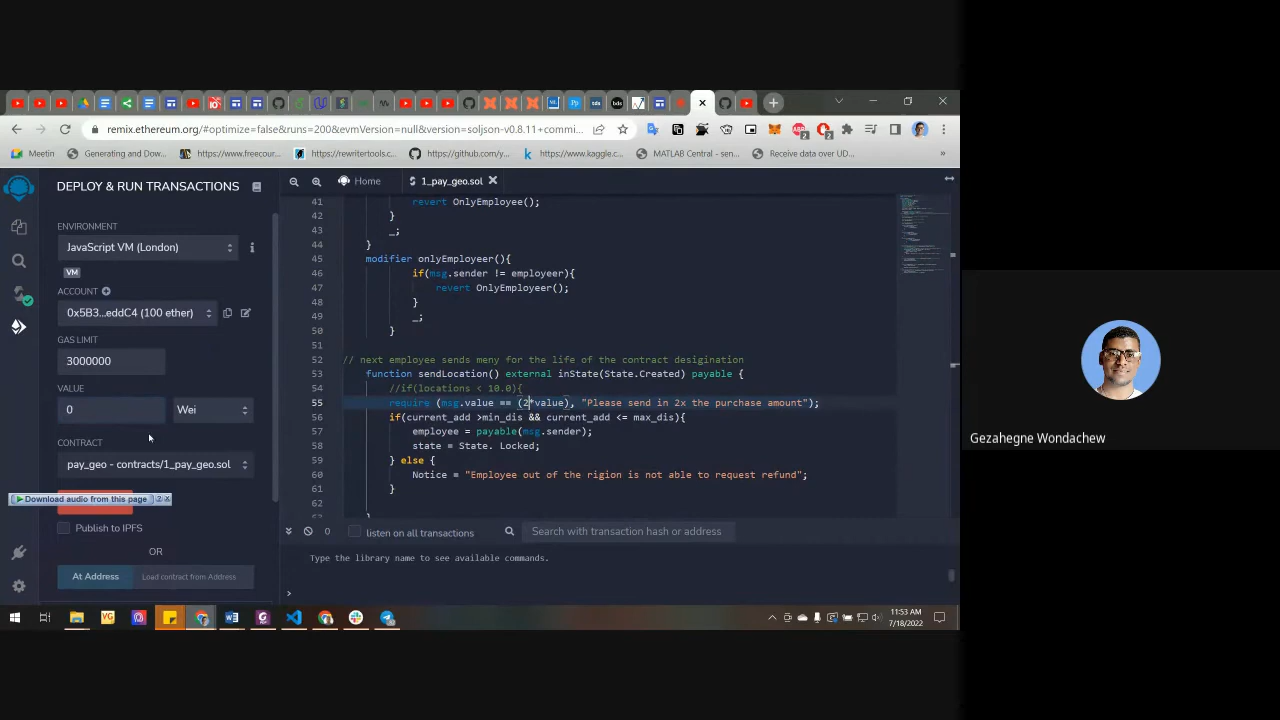 remix.ethereum.org/#optimize=false&runs=200&evmVersion=null&version=soljson-v0.8.11+commi...
Meetin
Generating and Dow...
https://www.freecour...
https://rewritertools.c...
https://github.com/y...
https://www.kaggle.c...
MATLAB Central - sen...
Receive data over UD...
»
DEPLOY & RUN TRANSACTIONS
Home
1_pay_geo.sol
ENVIRONMENT
JavaScript VM (London)
VM
ACCOUNT
0x5B3...eddC4 (100 ether)
GAS LIMIT
3000000
VALUE
0
Wei
CONTRACT
pay_geo - contracts/1_pay_geo.sol
Download audio from this page ? x
Publish to IPFS
OR
At Address
Load contract from Address
41 revert OnlyEmployee();
42 }
43 _;
44 }
45 modifier onlyEmployeer(){
46 if(msg.sender != employeer){
47 revert OnlyEmployeer();
48 }
49 _;
50 }
51
52 // next employee sends meny for the life of the contract desigination
53 function sendLocation() external inState(State.Created) payable {
54 //if(locations < 10.0){
55 require (msg.value == (2*value), "Please send in 2x the purchase amount");
56 if(current_add >min_dis && current_add <= max_dis){
57 employee = payable(msg.sender);
58 state = State. Locked;
59 } else {
60 Notice = "Employee out of the rigion is not able to request refund";
61 }
62
0
listen on all transactions
Search with transaction hash or address
Type the library name to see available commands.
>
11:53 AM
7/18/2022
Gezahegne Wondachew